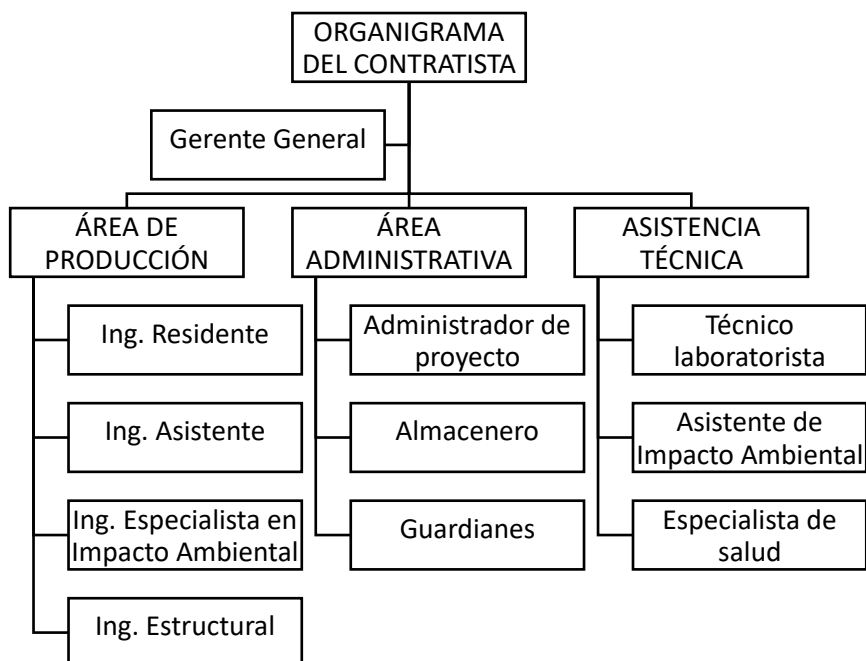 ORGANIGRAMA
DEL CONTRATISTA
Gerente General
ÁREA DE
PRODUCCIÓN
Ing. Residente
Ing. Asistente
Ing. Especialista en
Impacto Ambiental
Ing. Estructural
ÁREA
ADMINISTRATIVA
Administrador de
proyecto
Almacenero
Guardianes
ASISTENCIA
TÉCNICA
Técnico
laboratorista
Asistente de
Impacto Ambiental
Especialista de
salud